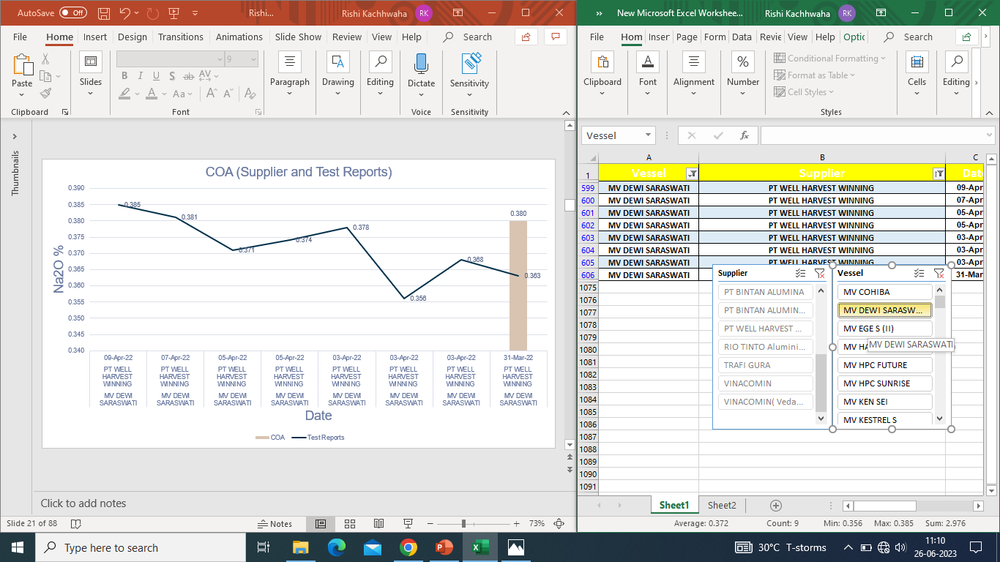 AutoSave Off Rishi... Rishi Kachhwaha RK
File Home Insert Design Transitions Animations Slide Show Review View Help Search
Paste Slides 9 Paragraph Drawing Editing Dictate Sensitivity
B I U S ab AV
A Aa A A A
Clipboard Font Voice Sensitivity
Thumbnails
COA (Supplier and Test Reports)
Na2O %
0.390
0.385
0.380
0.375
0.370
0.365
0.360
0.355
0.350
0.345
0.340
0.385
0.381
0.371
0.374
0.378
0.356
0.368
0.363
0.380
09-Apr-22 07-Apr-22 05-Apr-22 05-Apr-22 03-Apr-22 03-Apr-22 03-Apr-22 31-Mar-22
PT WELL PT WELL PT WELL PT WELL PT WELL PT WELL PT WELL PT WELL
HARVEST HARVEST HARVEST HARVEST HARVEST HARVEST HARVEST HARVEST
WINNING WINNING WINNING WINNING WINNING WINNING WINNING WINNING
MV DEWI MV DEWI MV DEWI MV DEWI MV DEWI MV DEWI MV DEWI MV DEWI
SARASWATI SARASWATI SARASWATI SARASWATI SARASWATI SARASWATI SARASWATI SARASWATI
Date
COA Test Reports
Click to add notes
Slide 21 of 88 Notes 73%
» New Microsoft Excel Workshee... Rishi Kachhwaha RK
File Hom Inser Page Form Data Revie View Help Optic Search
Clipboard Font Alignment Number Conditional Formatting Format as Table Cell Styles Cells Editing
Styles
Vessel fx
A B C
1 Vessel Supplier Date
599 MV DEWI SARASWATI PT WELL HARVEST WINNING 09-Apr
600 MV DEWI SARASWATI PT WELL HARVEST WINNING 07-Apr
601 MV DEWI SARASWATI PT WELL HARVEST WINNING 05-Apr
602 MV DEWI SARASWATI PT WELL HARVEST WINNING 05-Apr
603 MV DEWI SARASWATI PT WELL HARVEST WINNING 03-Apr
604 MV DEWI SARASWATI PT WELL HARVEST WINNING 03-Apr
605 MV DEWI SARASWATI PT WELL HARVEST WINNING 03-Apr
606 MV DEWI SARASWATI 31-Mar
1075
1076
1077
1078
1079
1080
1081
1082
1083
1084
1085
1086
1087
1088
1089
1090
1091
Supplier
PT BINTAN ALUMINA
PT BINTAN ALUMIN...
PT WELL HARVEST ...
RIO TINTO Alumini...
TRAFI GURA
VINACOMIN
VINACOMIN( Veda...
Vessel
MV COHIBA
MV DEWI SARASW...
MV EGE S (II)
MV HA
MV DEWI SARASWATI
MV HPC FUTURE
MV HPC SUNRISE
MV KEN SEI
MV KESTREL S
Sheet1 Sheet2
Average: 0.372 Count: 9 Min: 0.356 Max: 0.385 Sum: 2.976
Type here to search 30°C T-storms 11:10
26-06-2023